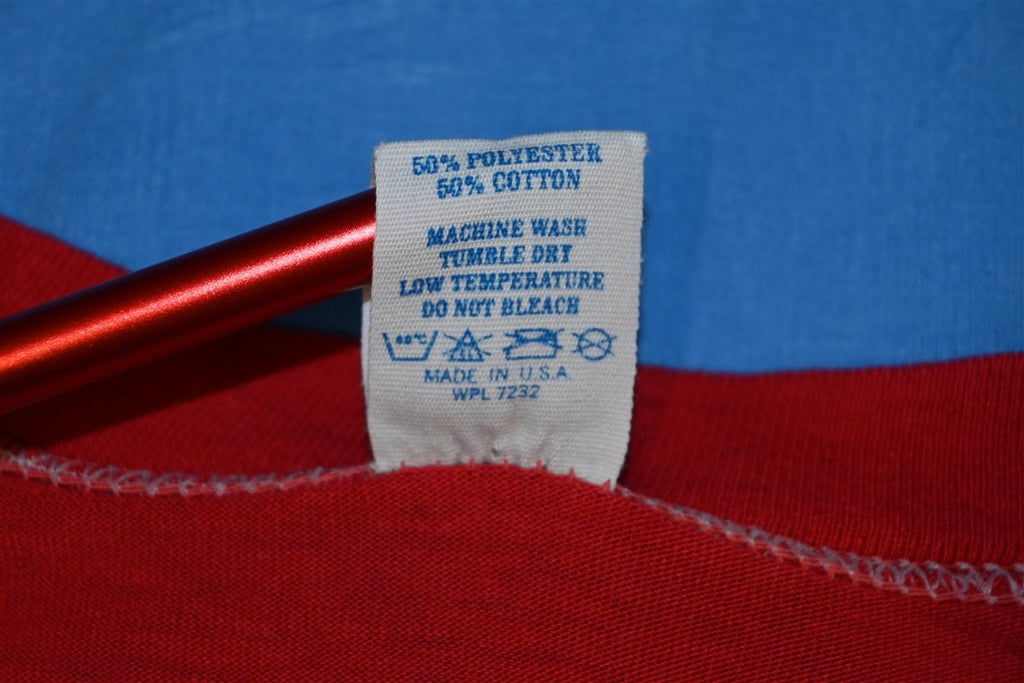 50% POLYESTER
50% COTTON
MACHINE WASH
TUMBLE DRY
LOW TEMPERATURE
DO NOT BLEACH
MADE IN U.S.A.
WPL 7232